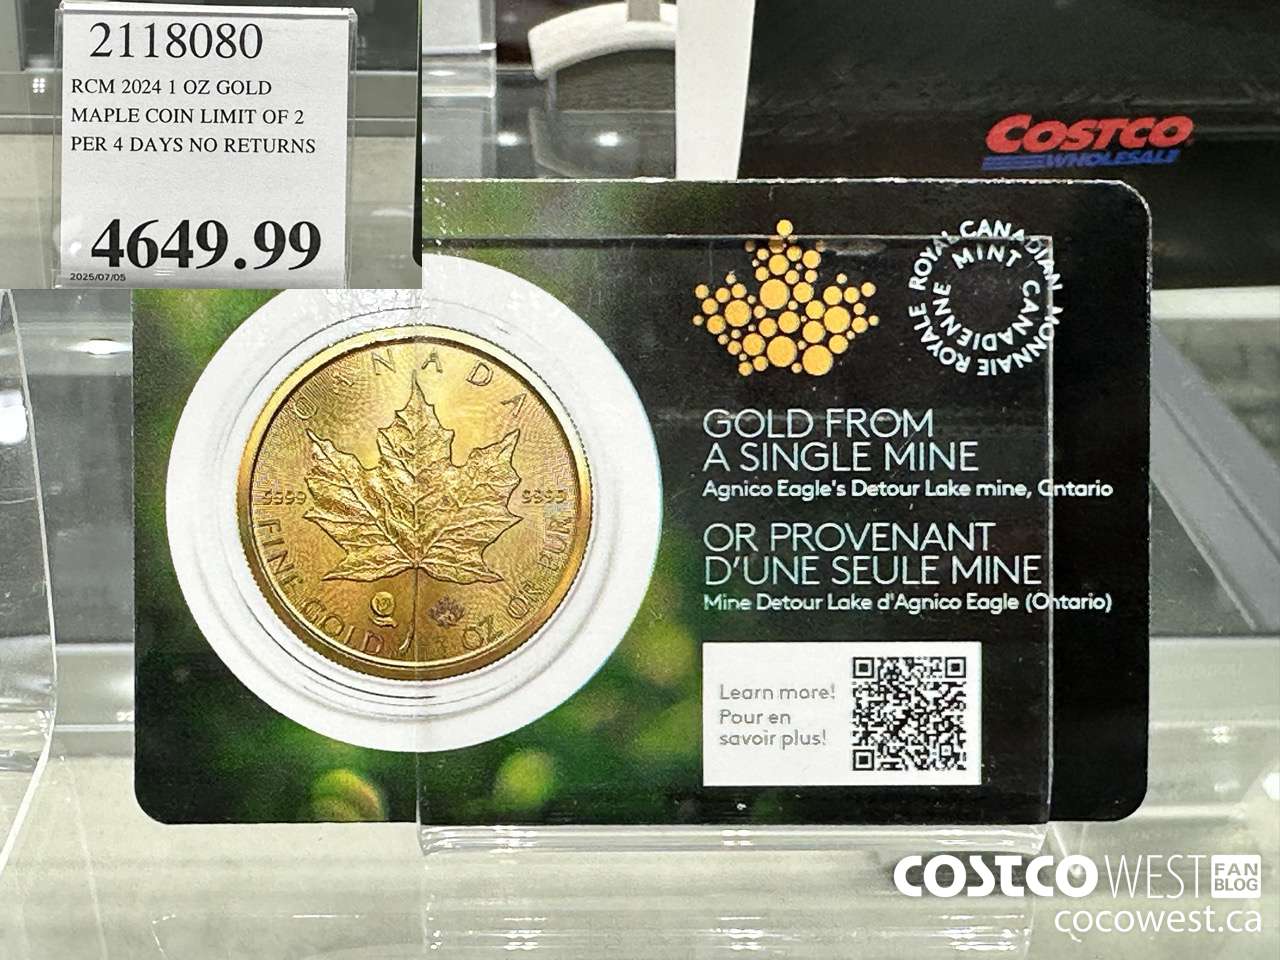 2118080
RCM 2024 1 OZ GOLD
MAPLE COIN LIMIT OF 2
PER 4 DAYS NO RETURNS
4649.99
2025/07/05
COSTCO
WHOLESALE
ROYAL CANADIAN MINT
MONNAIE ROYALE CANADIENNE
CANADA
9999 9999
FINE GOLD 1 OZ OR PUR
GOLD FROM
A SINGLE MINE
Agnico Eagle's Detour Lake mine, Ontario
OR PROVENANT
D'UNE SEULE MINE
Mine Detour Lake d'Agnico Eagle (Ontario)
Learn more!
Pour en
savoir plus!
COSTCO WEST FAN BLOG
cocowest.ca